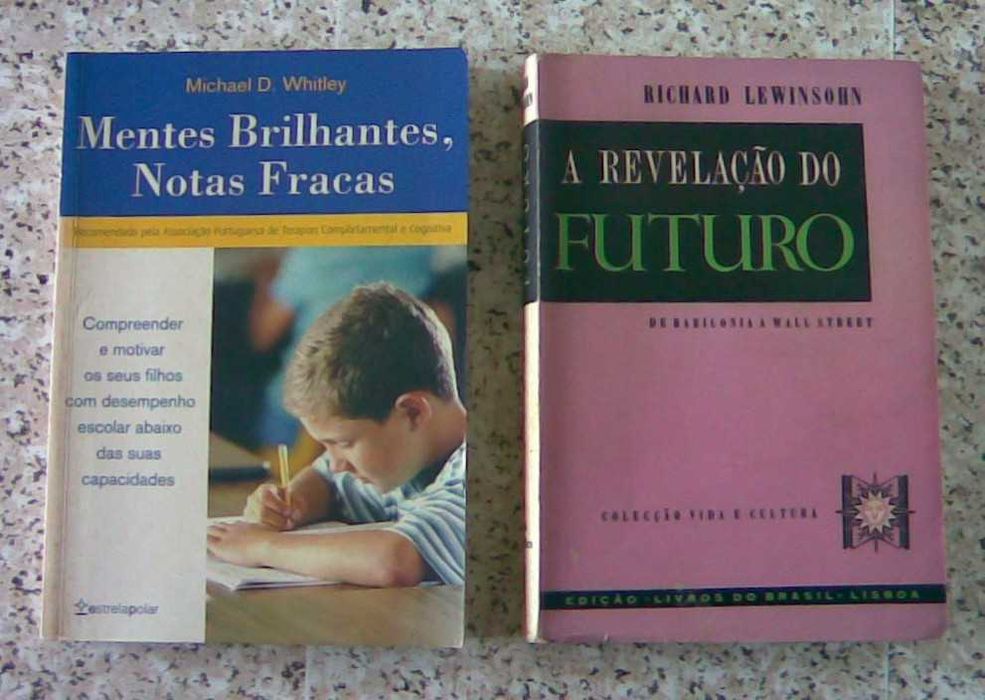 Michael D. Whitley
Mentes Brilhantes,
Notas Fracas
Recomendado pela Associação Portuguesa de Terapia Comportamental e Cognitiva
Compreender
e motivar
os seus filhos
com desempenho
escolar abaixo
das suas
capacidades
estrelapolar
RICHARD LEWINSOHN
A REVELAÇÃO DO
FUTURO
DE BABILONIA A WALL STREET
COLECÇÃO VIDA E CULTURA
EDIÇÃO - LIVROS DO BRASIL - LISBOA